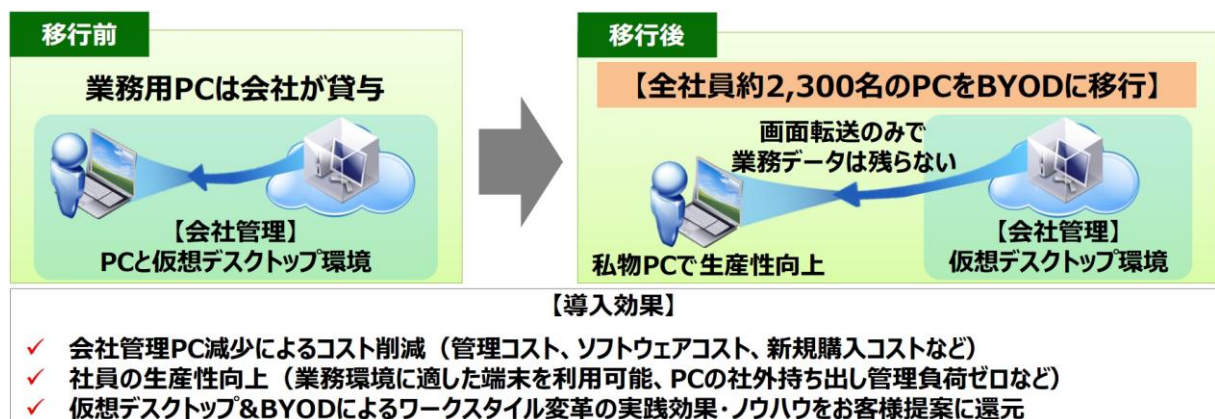 移行前
業務用PCは会社が貸与
【会社管理】
PCと仮想デスクトップ環境
移行後
【全社員約2,300名のPCをBYODに移行】
画面転送のみで
業務データは残らない
私物PCで生産性向上
【会社管理】
仮想デスクトップ環境
【導入効果】
✓ 会社管理PC減少によるコスト削減（管理コスト、ソフトウェアコスト、新規購入コストなど）
✓ 社員の生産性向上（業務環境に適した端末を利用可能、PCの社外持ち出し管理負荷ゼロなど）
✓ 仮想デスクトップ&BYODによるワークスタイル変革の実践効果・ノウハウをお客様提案に還元